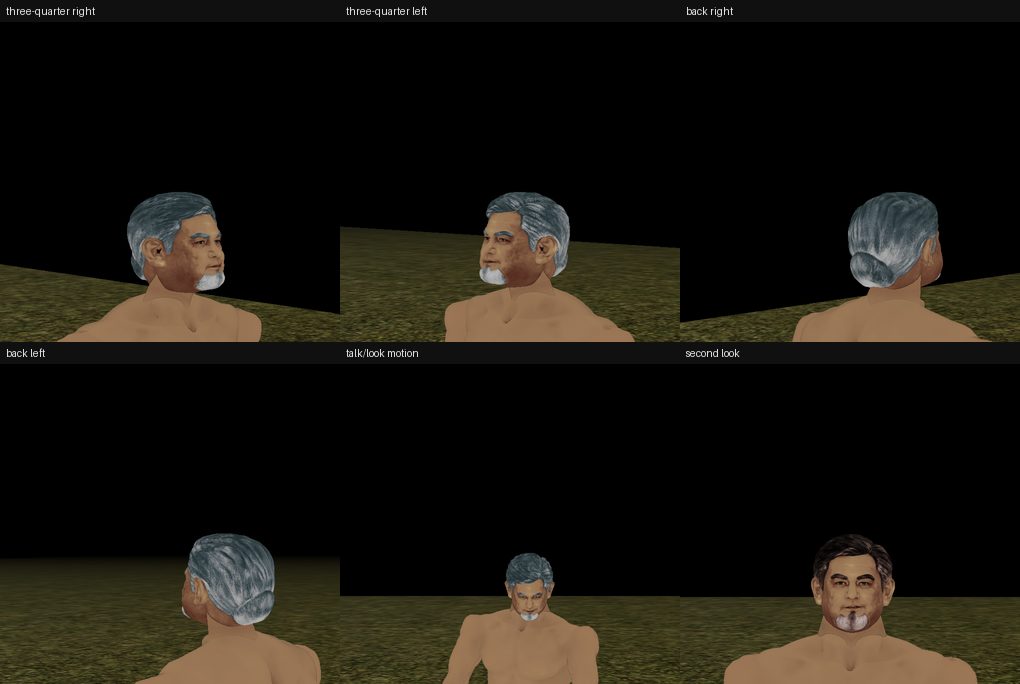 three-quarter right
three-quarter left
back right
back left
talk/look motion
second look